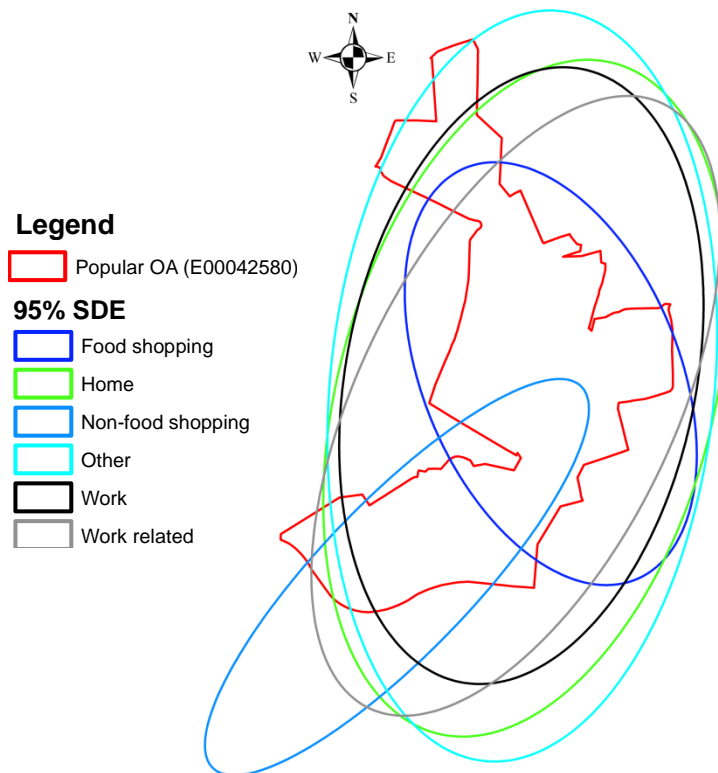 N
W E
S
Legend
Popular OA (E00042580)
95% SDE
Food shopping
Home
Non-food shopping
Other
Work
Work related